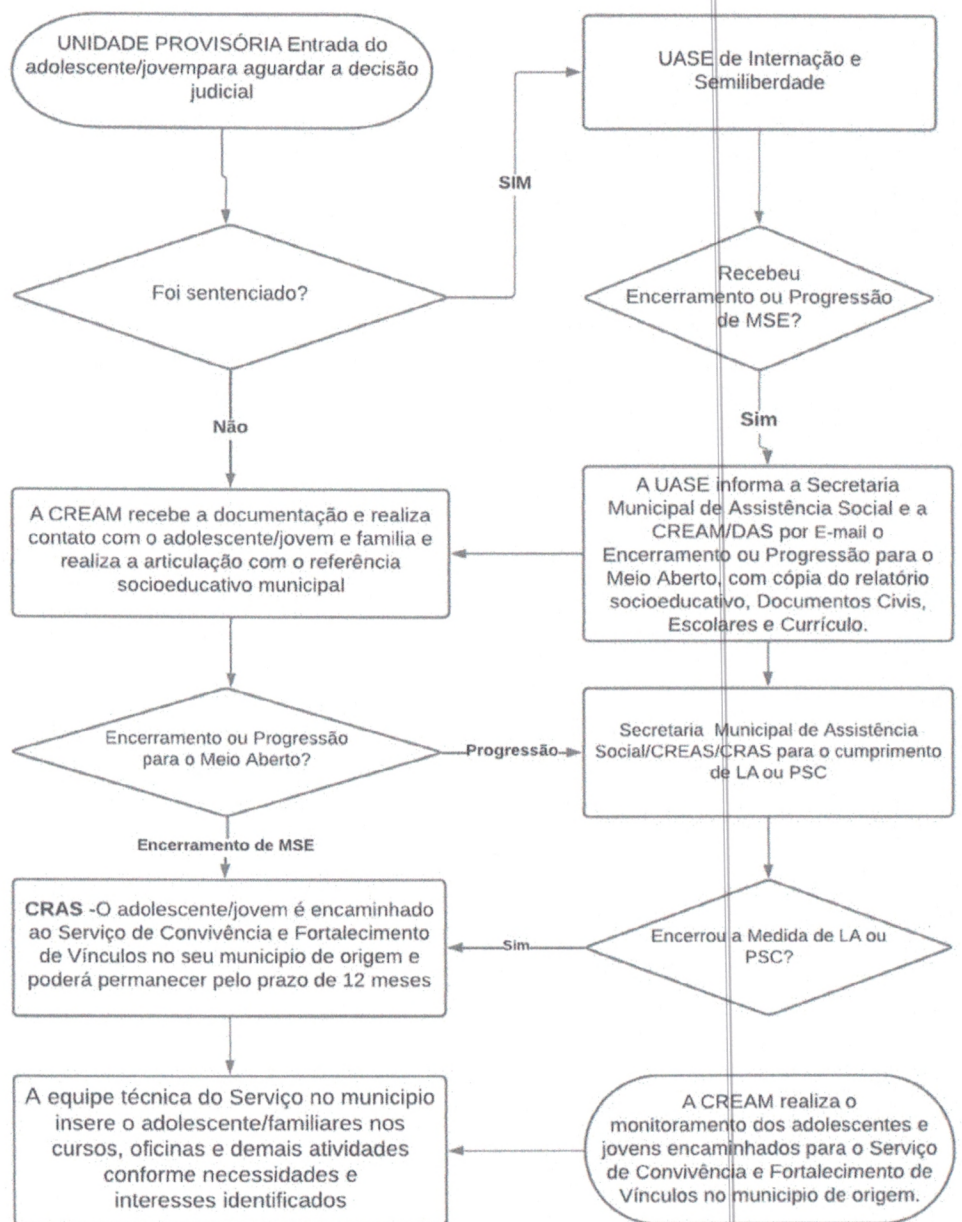 UNIDADE PROVISÓRIA Entrada do
adolescente/jovempara aguardar a decisão
judicial
UASE de Internação e
Semiliberdade
SIM
Foi sentenciado?
Recebeu
Encerramento ou Progressão
de MSE?
Não
Sim
A CREAM recebe a documentação e realiza
contato com o adolescente/jovem e familia e
realiza a articulação com o referência
socioeducativo municipal
A UASE informa a Secretaria
Municipal de Assistência Social e a
CREAM/DAS por E-mail o
Encerramento ou Progressão para o
Meio Aberto, com cópia do relatório
socioeducativo, Documentos Civis,
Escolares e Currículo.
Encerramento ou Progressão
para o Meio Aberto?
Progressão
Secretaria Municipal de Assistência
Social/CREAS/CRAS para o cumprimento
de LA ou PSC
Encerramento de MSE
CRAS -O adolescente/jovem é encaminhado
ao Serviço de Convivência e Fortalecimento
de Vínculos no seu municipio de origem e
poderá permanecer pelo prazo de 12 meses
Sim
Encerrou a Medida de LA ou
PSC?
A equipe técnica do Serviço no municipio
insere o adolescente/familiares nos
cursos, oficinas e demais atividades
conforme necessidades e
interesses identificados
A CREAM realiza o
monitoramento dos adolescentes e
jovens encaminhados para o Serviço
de Convivência e Fortalecimento de
Vínculos no municipio de origem.